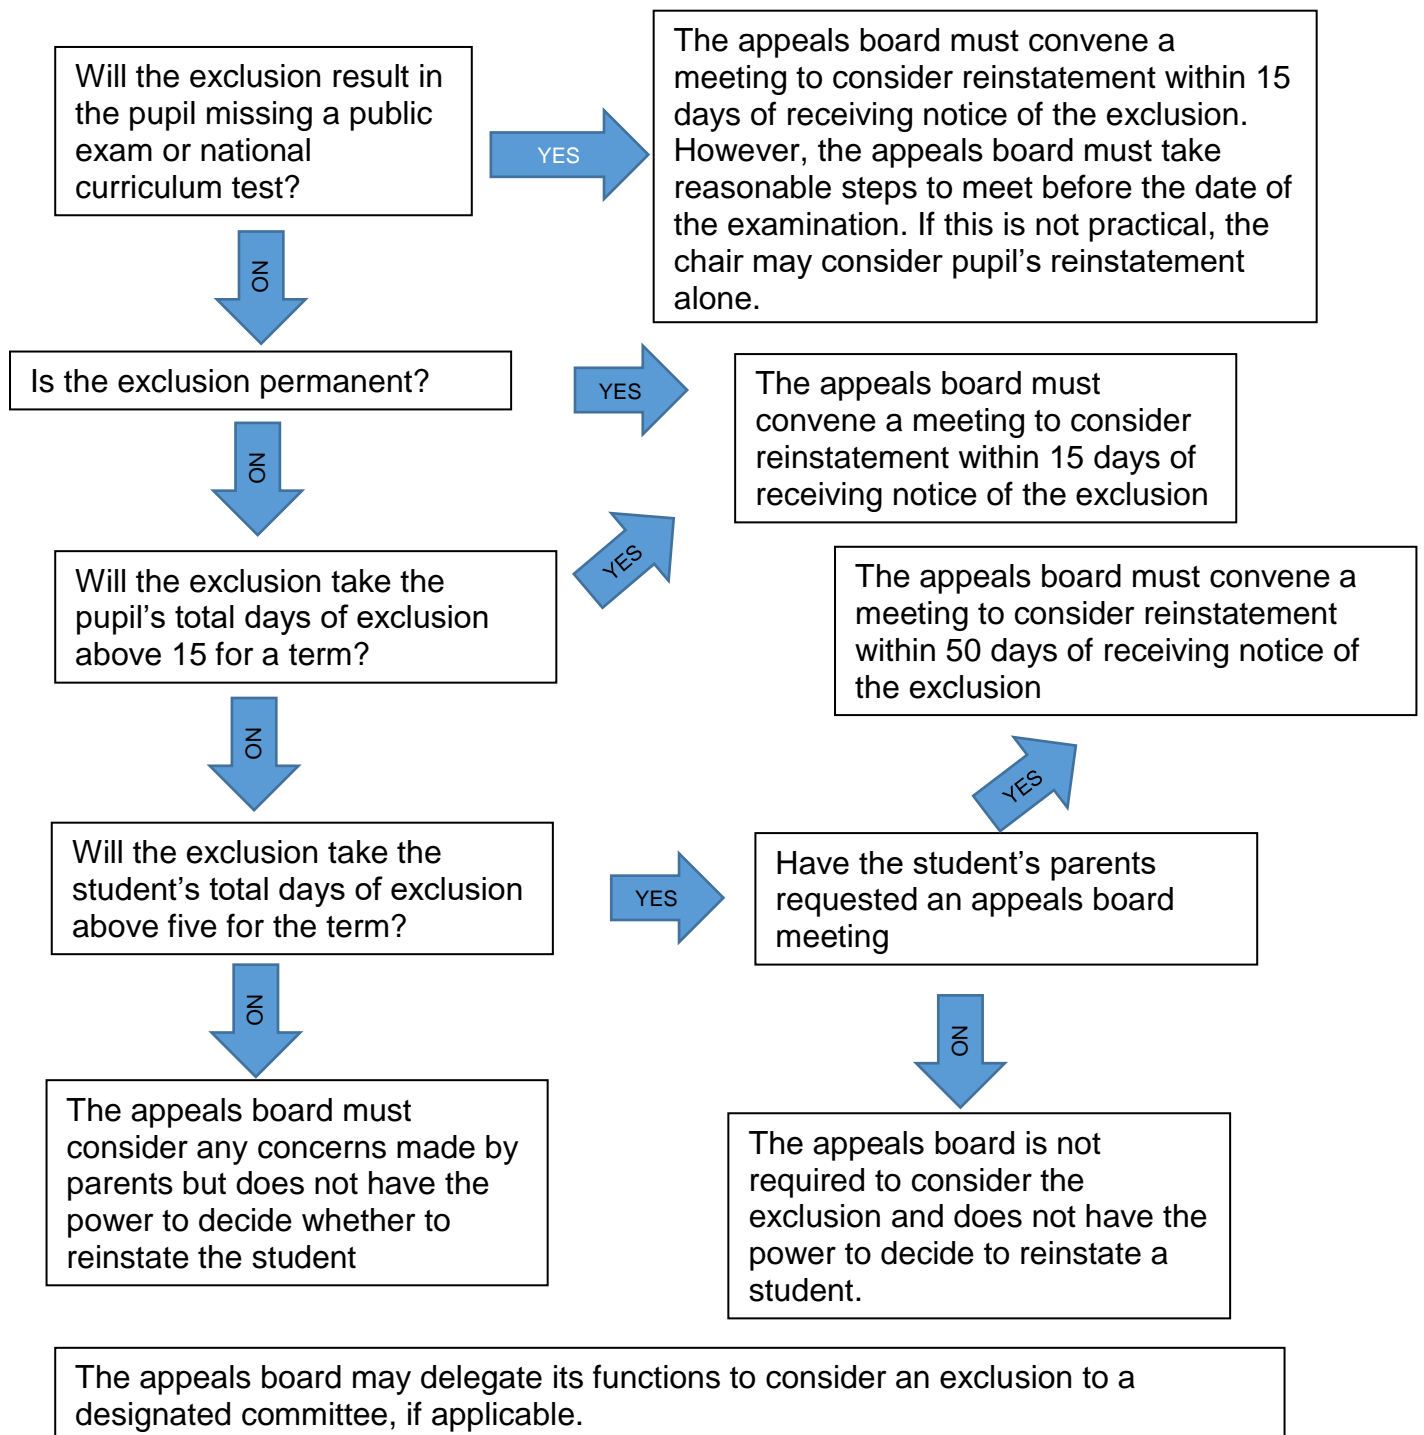 Will the exclusion result in
the pupil missing a public
exam or national
curriculum test?
YES
The appeals board must convene a
meeting to consider reinstatement within 15
days of receiving notice of the exclusion.
However, the appeals board must take
reasonable steps to meet before the date of
the examination. If this is not practical, the
chair may consider pupil’s reinstatement
alone.
NO
Is the exclusion permanent?
YES
The appeals board must
convene a meeting to consider
reinstatement within 15 days of
receiving notice of the exclusion
NO
Will the exclusion take the
pupil’s total days of exclusion
above 15 for a term?
YES
The appeals board must convene a
meeting to consider reinstatement
within 50 days of receiving notice of
the exclusion
NO
Will the exclusion take the
student’s total days of exclusion
above five for the term?
YES
Have the student’s parents
requested an appeals board
meeting
YES
NO
The appeals board must
consider any concerns made by
parents but does not have the
power to decide whether to
reinstate the student
NO
The appeals board is not
required to consider the
exclusion and does not have the
power to decide to reinstate a
student.
The appeals board may delegate its functions to consider an exclusion to a
designated committee, if applicable.